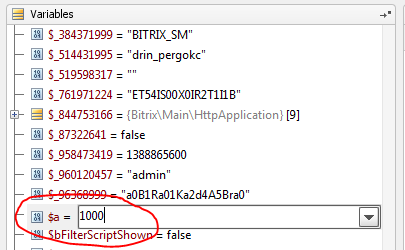 Variables
$_384371999 = "BITRIX_SM"
$_514431995 = "drin_pergokc"
$_519598317 = ""
$_761971224 = "ET54IS00X0IR2T1I1B"
$_844753166 = {Bitrix\Main\HttpApplication} [9]
$_87322641 = false
$_958473419 = 1388865600
$_960120457 = "admin"
$_96368999 = "a0B1Ra01Ka2d4A5Bra0"
$a = 1000
$bFilterScriptShown = false